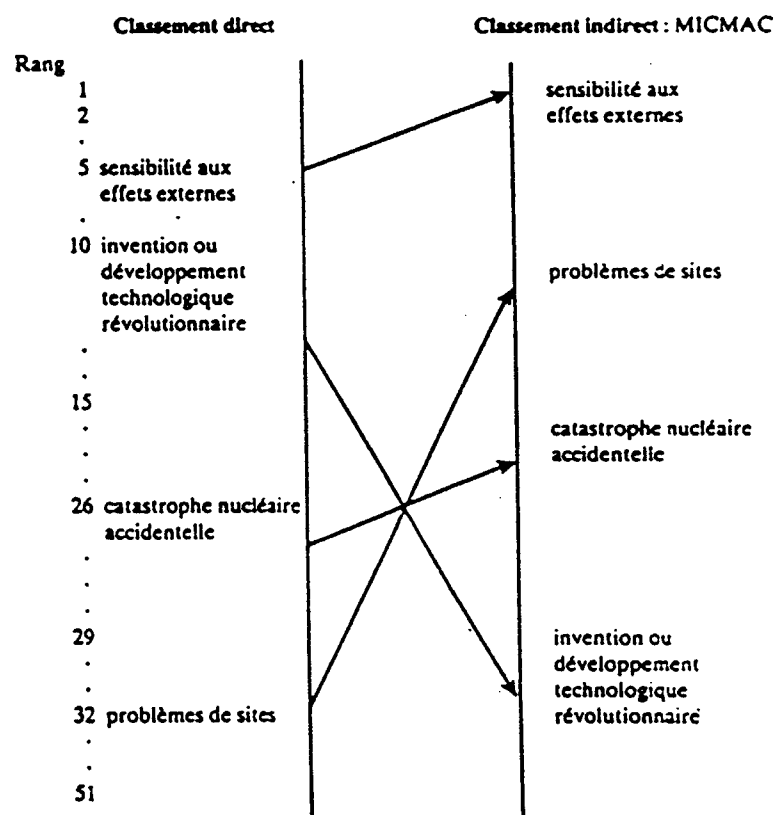 Classement direct
Classement indirect : MICMAC
Rang
1
2
.
5 sensibilité aux
effets externes
.
10 invention ou
développement
technologique
révolutionnaire
.
.
15
.
.
.
26 catastrophe nucléaire
accidentelle
.
.
.
29
.
.
32 problèmes de sites
.
.
51
sensibilité aux
effets externes
problèmes de sites
catastrophe nucléaire
accidentelle
invention ou
développement
technologique
révolutionnaire